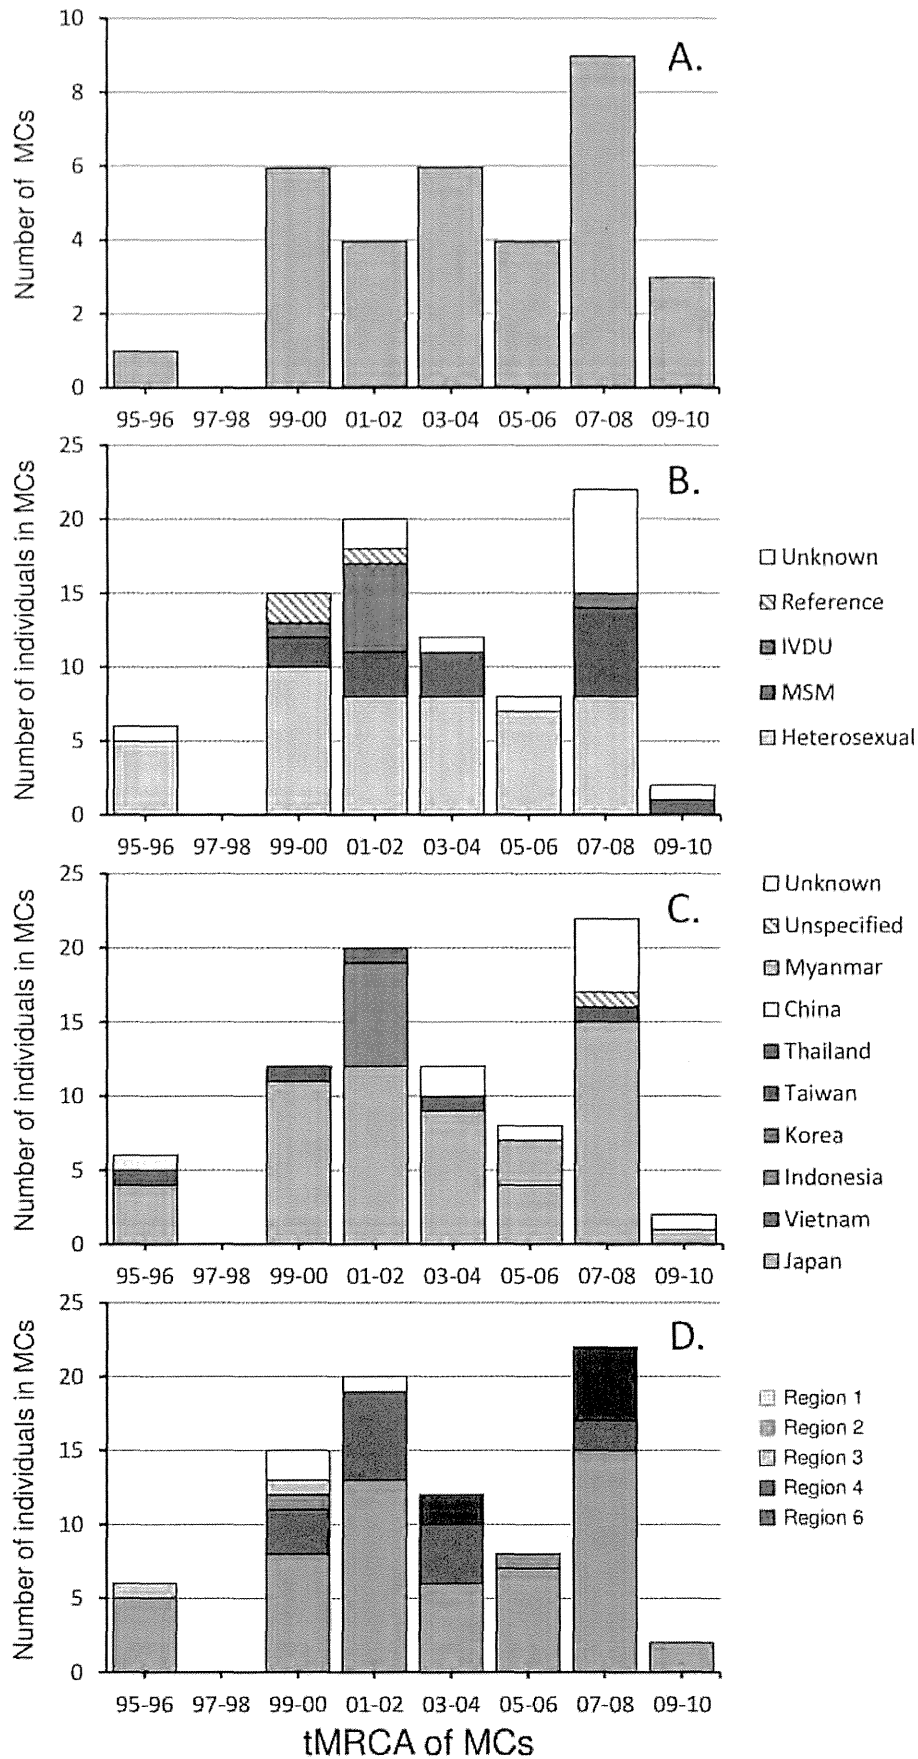 A.
Number of MCs
10
8
6
4
2
0
95-96 97-98 99-00 01-02 03-04 05-06 07-08 09-10
B.
Number of individuals in MCs
25
20
15
10
5
0
95-96 97-98 99-00 01-02 03-04 05-06 07-08 09-10
Unknown
Reference
IVDU
MSM
Heterosexual
C.
Number of individuals in MCs
25
20
15
10
5
0
95-96 97-98 99-00 01-02 03-04 05-06 07-08 09-10
Unknown
Unspecified
Myanmar
China
Thailand
Taiwan
Korea
Indonesia
Vietnam
Japan
D.
Number of individuals in MCs
25
20
15
10
5
0
95-96 97-98 99-00 01-02 03-04 05-06 07-08 09-10
Region 1
Region 2
Region 3
Region 4
Region 6
tMRCA of MCs